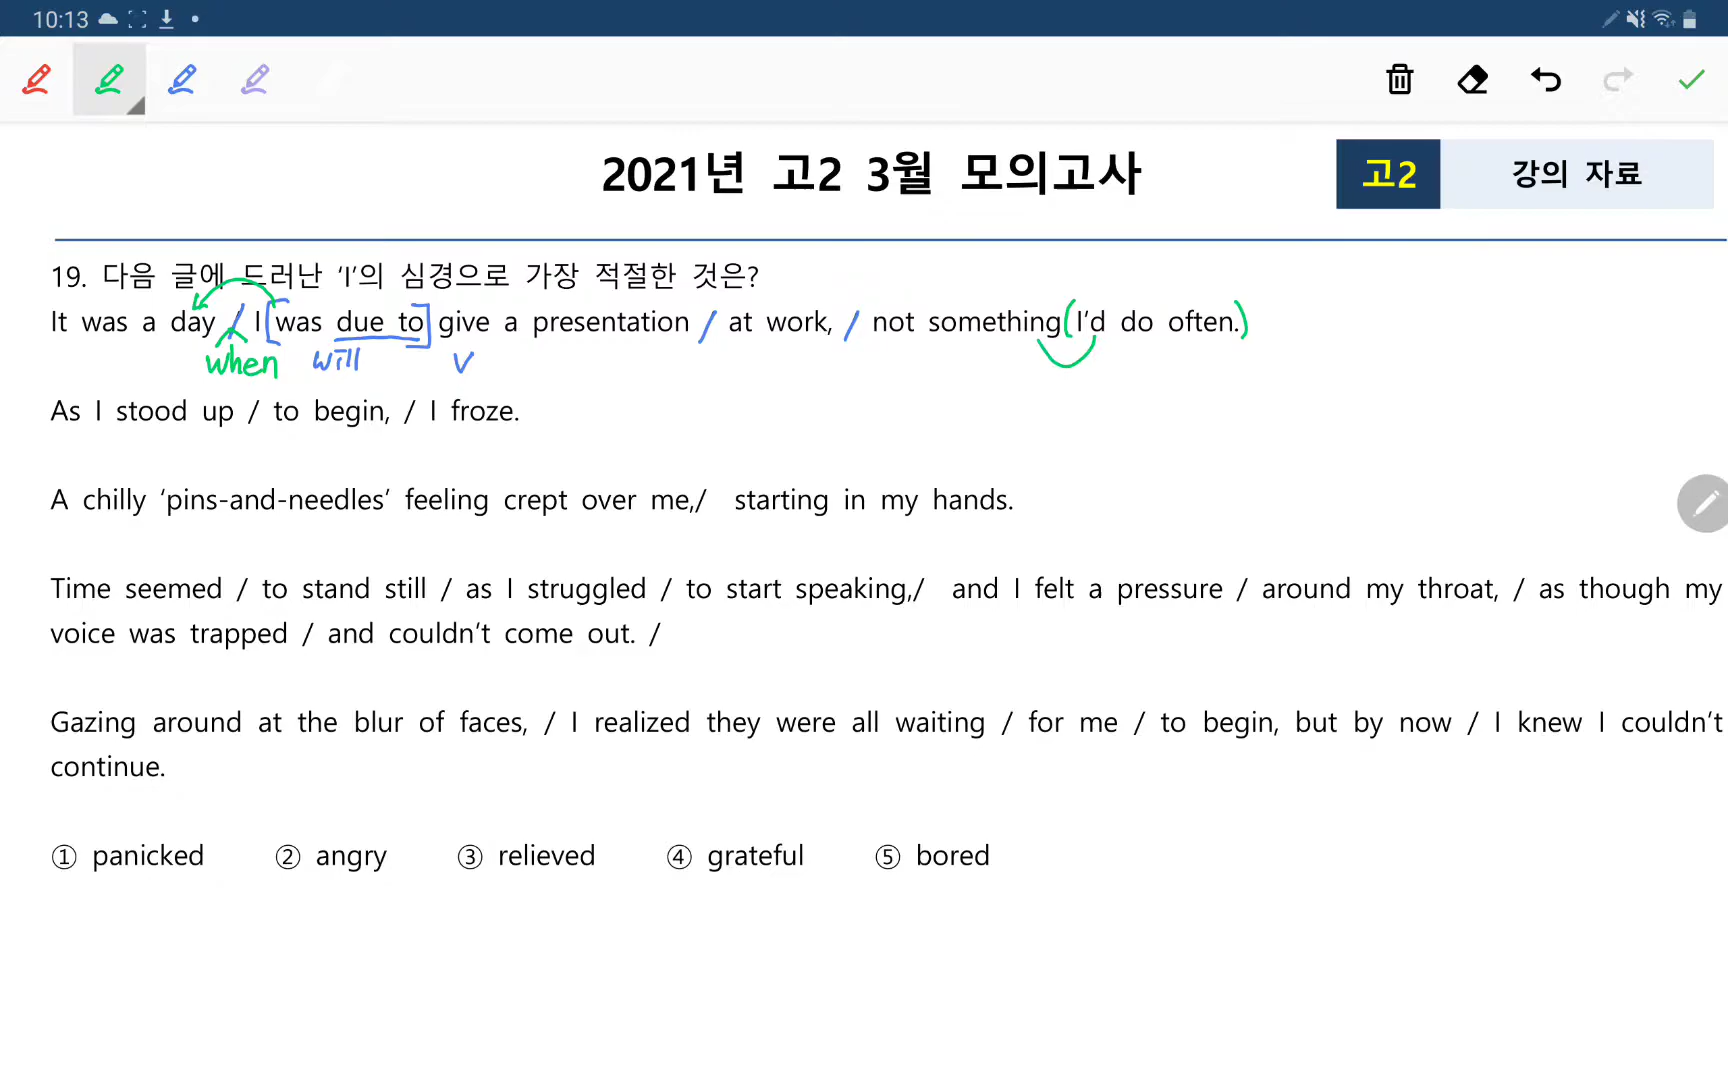 10:13
2021년 고2 3월 모의고사
고2 강의 자료
19. 다음 글에 드러난 ‘I’의 심경으로 가장 적절한 것은?
It was a day / I [was due to] give a presentation / at work, / not something (I’d do often.)
when will v
As I stood up / to begin, / I froze.
A chilly ‘pins-and-needles’ feeling crept over me,/ starting in my hands.
Time seemed / to stand still / as I struggled / to start speaking,/ and I felt a pressure / around my throat, / as though my
voice was trapped / and couldn’t come out. /
Gazing around at the blur of faces, / I realized they were all waiting / for me / to begin, but by now / I knew I couldn’t
continue.
① panicked ② angry ③ relieved ④ grateful ⑤ bored